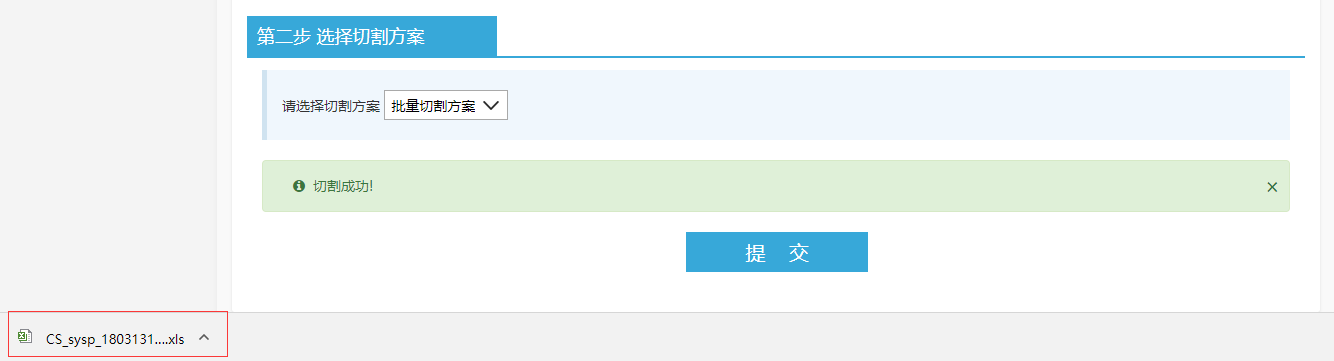 第二步 选择切割方案
请选择切割方案 批量切割方案
切割成功!
×
提 交
CS_sysp_1803131....xls